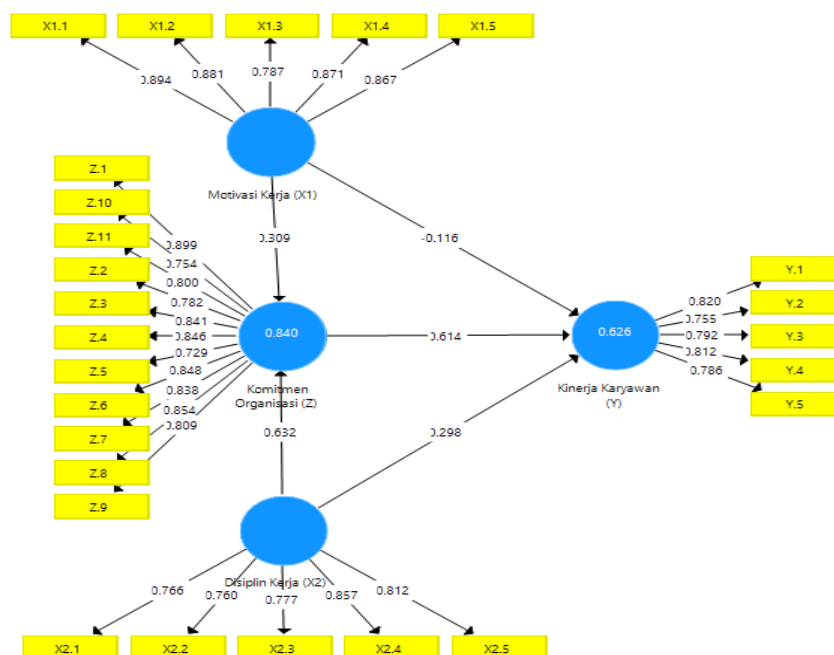 X1.1 X1.2 X1.3 X1.4 X1.5
0.894 0.881 0.787 0.871 0.867
Motivasi Kerja (X1)
Z.1
Z.10
Z.11
Z.2
Z.3
Z.4
Z.5
Z.6
Z.7
Z.8
Z.9
0.899
0.754
0.800
0.782
0.841
0.846
0.729
0.848
0.838
0.854
0.809
0.309
-0.116
0.840
Komitmen
Organisasi (Z)
0.614
0.632
0.298
0.626
Kinerja Karyawan
(Y)
0.820
0.755
0.792
0.812
0.786
Y.1
Y.2
Y.3
Y.4
Y.5
Disiplin Kerja (X2)
0.766 0.760 0.777 0.857 0.812
X2.1 X2.2 X2.3 X2.4 X2.5